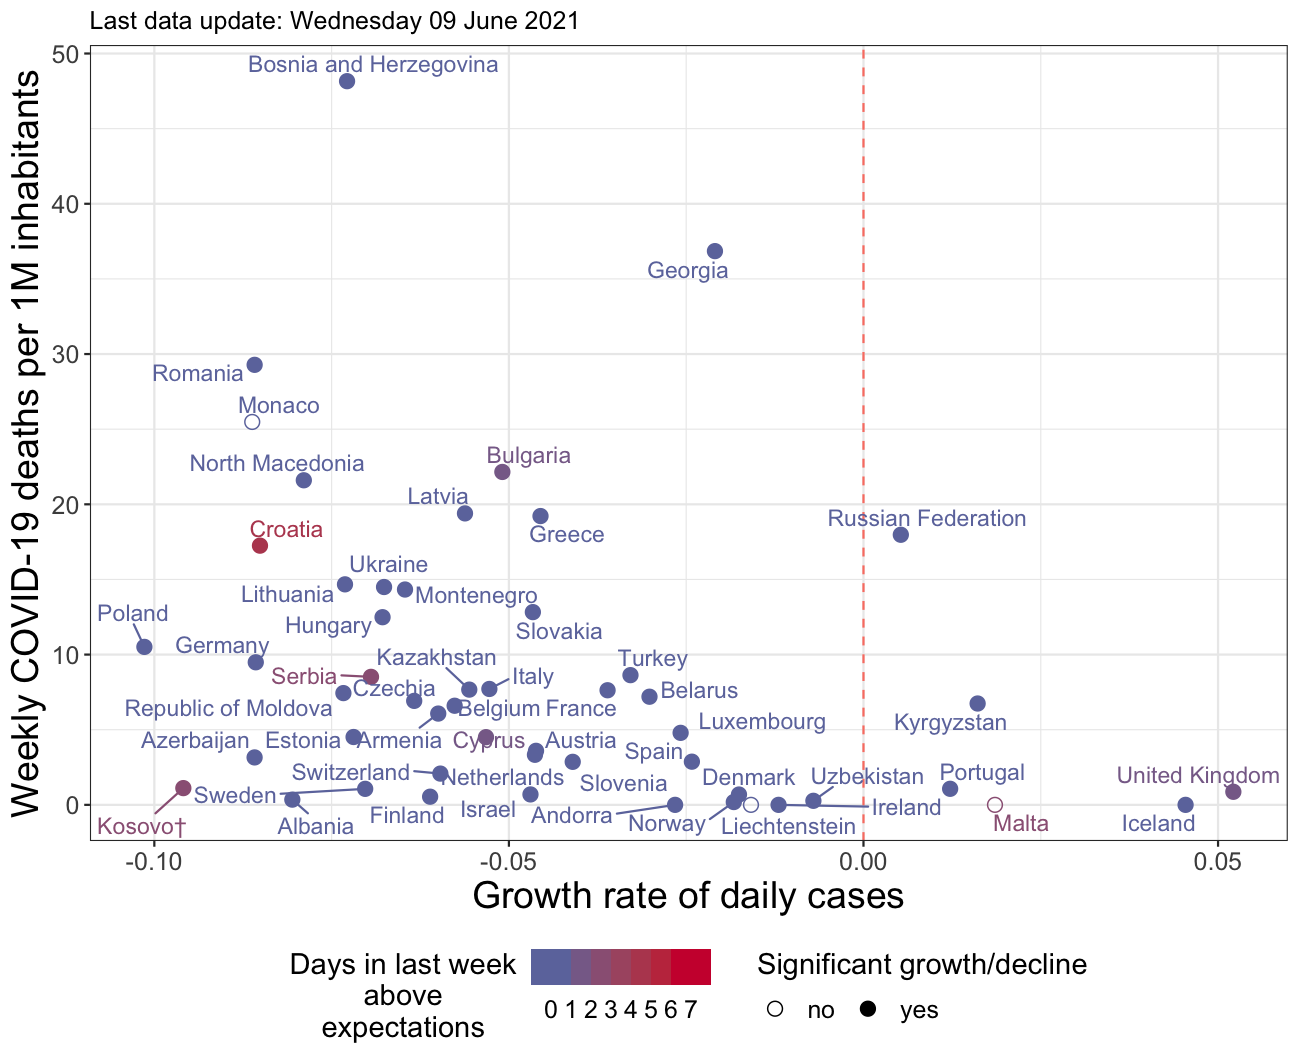 Last data update: Wednesday 09 June 2021
Weekly COVID-19 deaths per 1M inhabitants
50
40
30
20
10
0
Bosnia and Herzegovina
Georgia
Romania
Monaco
Bulgaria
North Macedonia
Latvia
Russian Federation
Croatia
Greece
Ukraine
Lithuania
Montenegro
Poland
Hungary
Slovakia
Germany
Kazakhstan
Turkey
Serbia
Italy
Czechia
Belarus
Republic of Moldova
Belgium
France
Luxembourg
Kyrgyzstan
Azerbaijan
Estonia
Armenia
Cyprus
Austria
Spain
Switzerland
Netherlands
Slovenia
Denmark
Uzbekistan
Portugal
United Kingdom
Sweden
Finland
Israel
Andorra
Ireland
Kosovo†
Albania
Norway
Liechtenstein
Malta
Iceland
-0.10
-0.05
0.00
0.05
Growth rate of daily cases
Days in last week
above
expectations
0 1 2 3 4 5 6 7
Significant growth/decline
no
yes